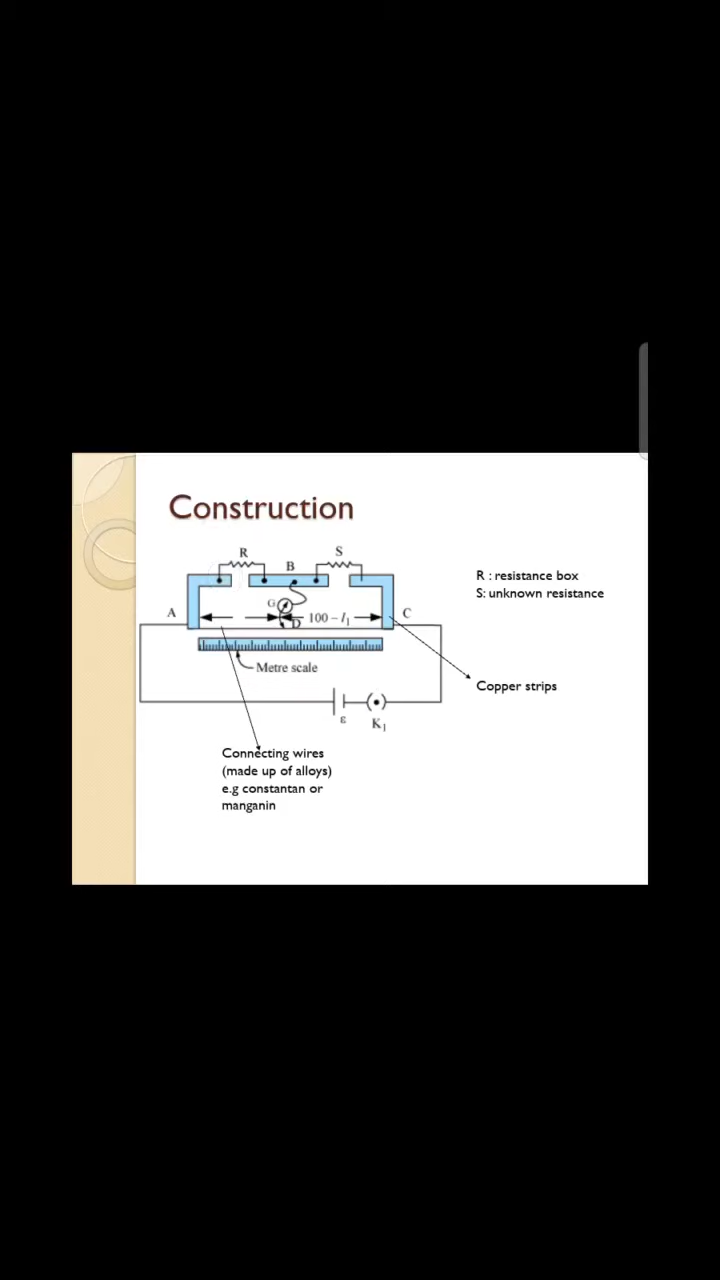 Construction
R
S
B
R : resistance box
S: unknown resistance
G
A
D
100 – l₁
C
Metre scale
Copper strips
ε
K₁
Connecting wires
(made up of alloys)
e.g constantan or
manganin